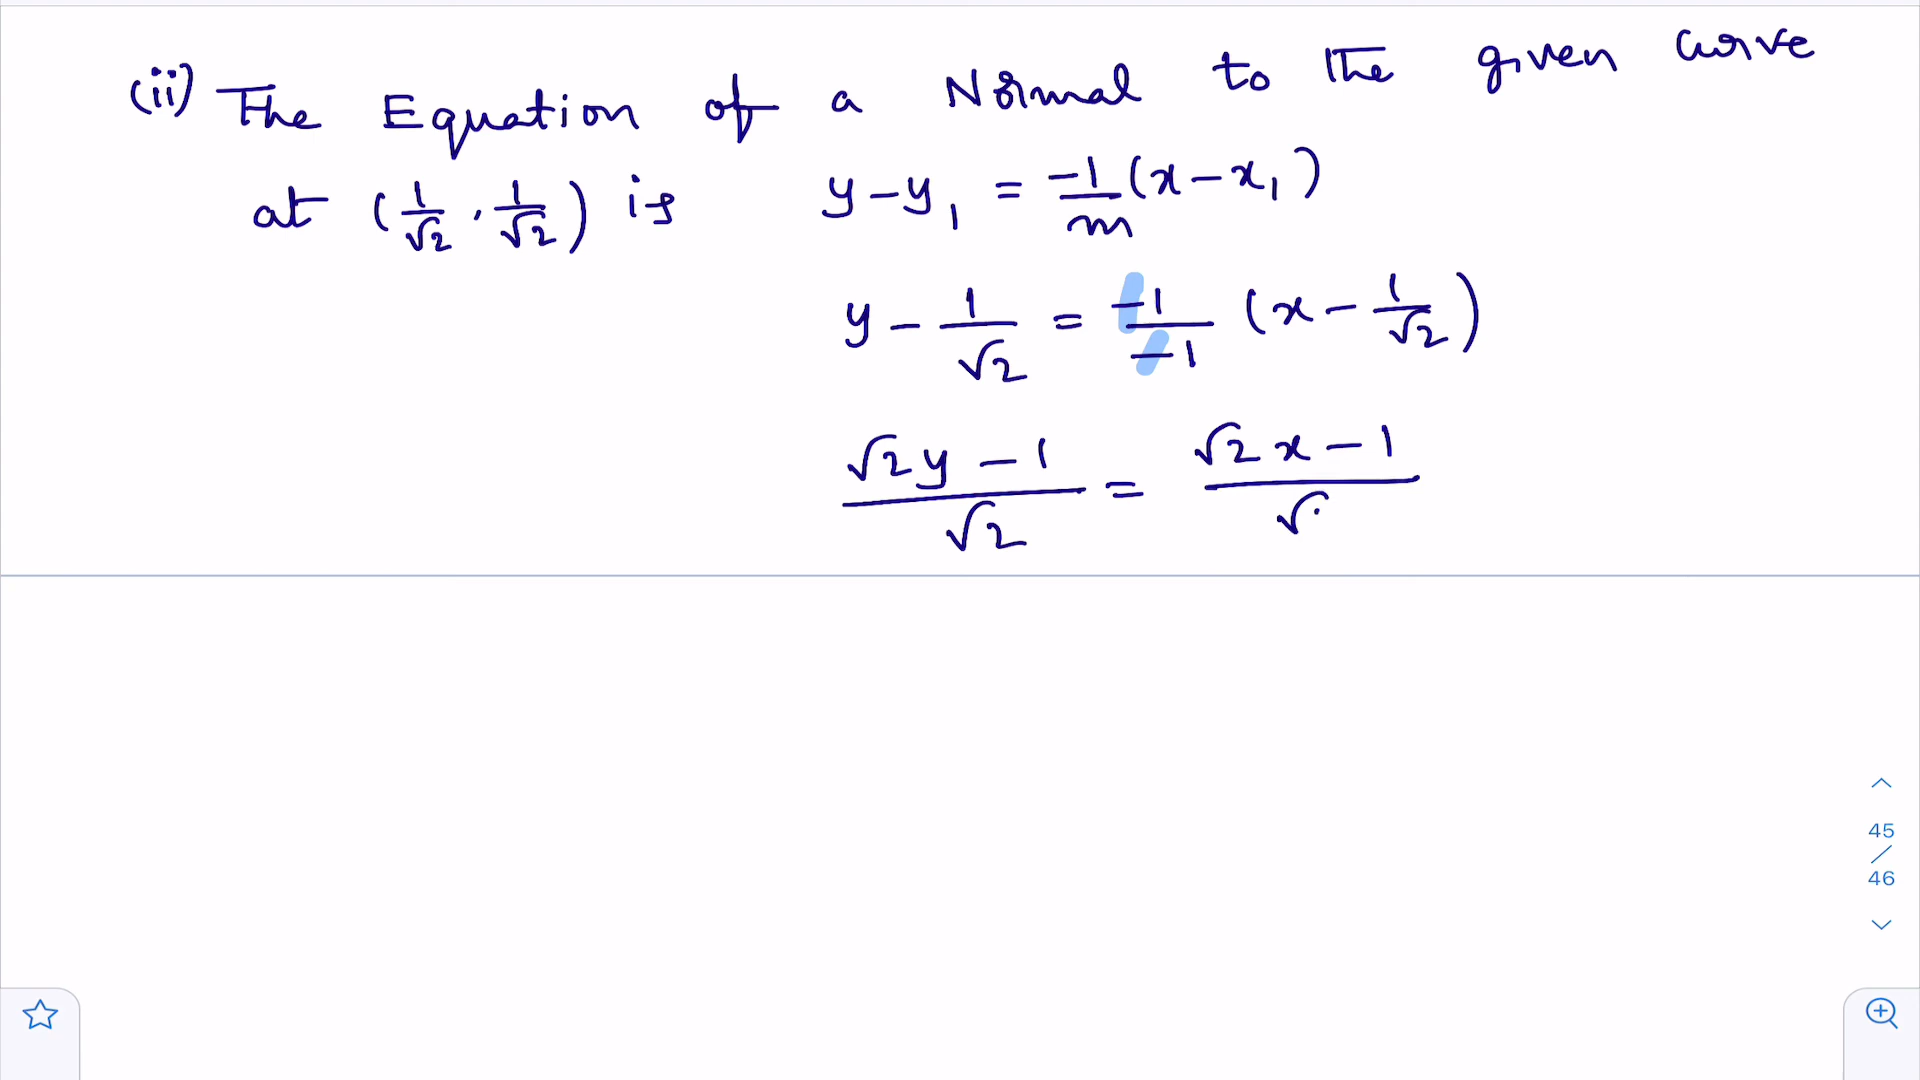 (ii) The Equation of a Normal to the given curve
at (1/√2, 1/√2) is y - y₁ = -1/m (x - x₁)
y - 1/√2 = -1/-1 (x - 1/√2)
(√2y - 1)/√2 = (√2x - 1)/√
45
/
46